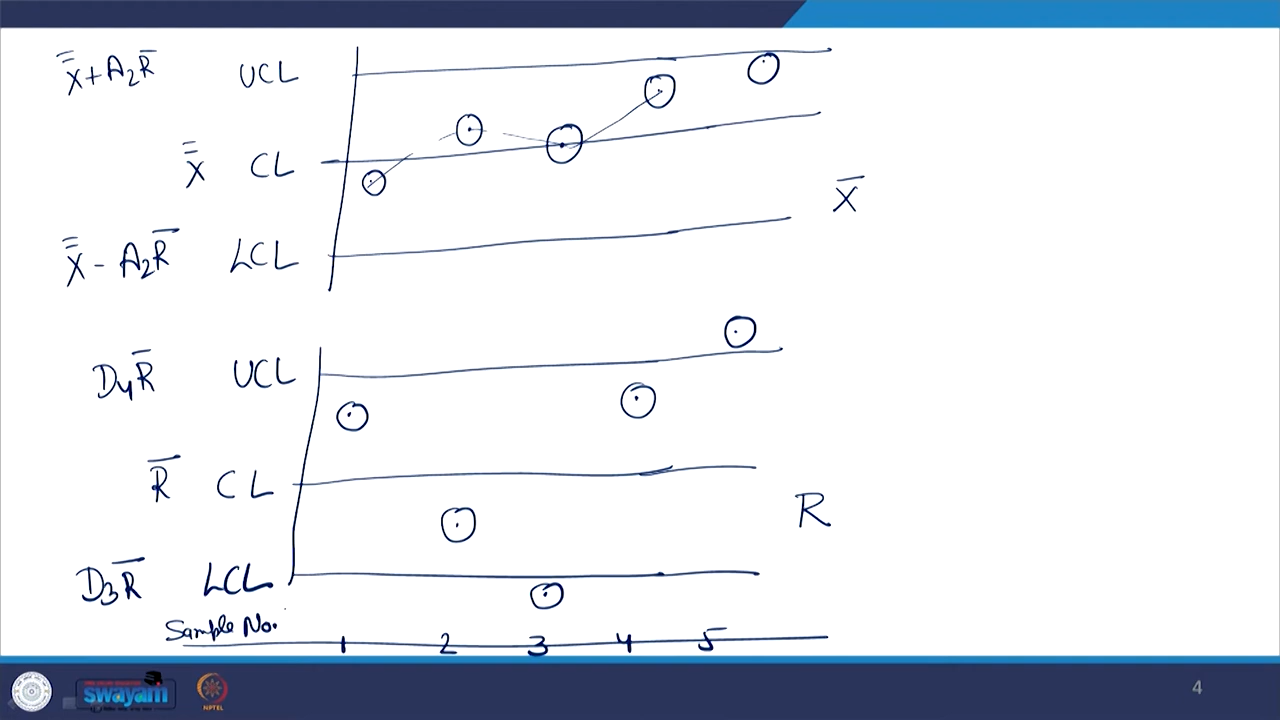 X̿+A₂R̅ UCL
X̿ CL
X̅
X̿- A₂R̅ LCL
D₄R̅ UCL
R̅ CL
R
D₃R̅ LCL
Sample No. 1 2 3 4 5
swayam NPTEL
4